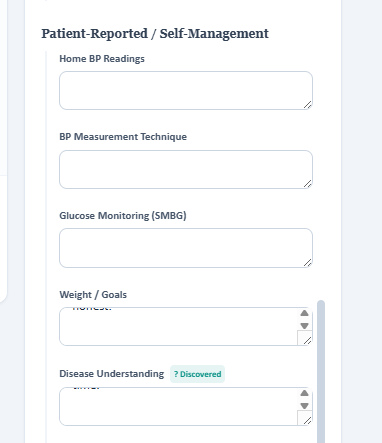 Patient-Reported / Self-Management
Home BP Readings
BP Measurement Technique
Glucose Monitoring (SMBG)
Weight / Goals
Disease Understanding ? Discovered